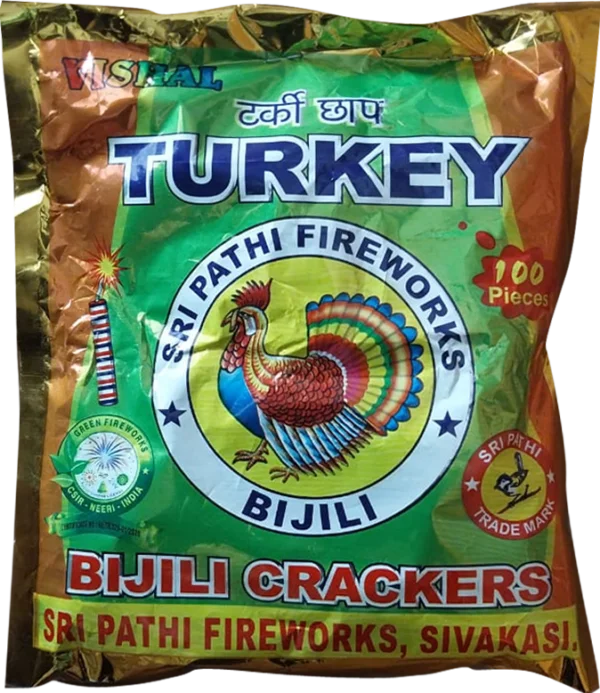 VISHAL
टर्की छाप
TURKEY
SRI PATHI FIREWORKS
BIJILI
100
Pieces
GREEN FIREWORKS
CSIR - NEERI - INDIA
SRI PATHI
TRADE MARK
BIJILI CRACKERS
SRI PATHI FIREWORKS, SIVAKASI.